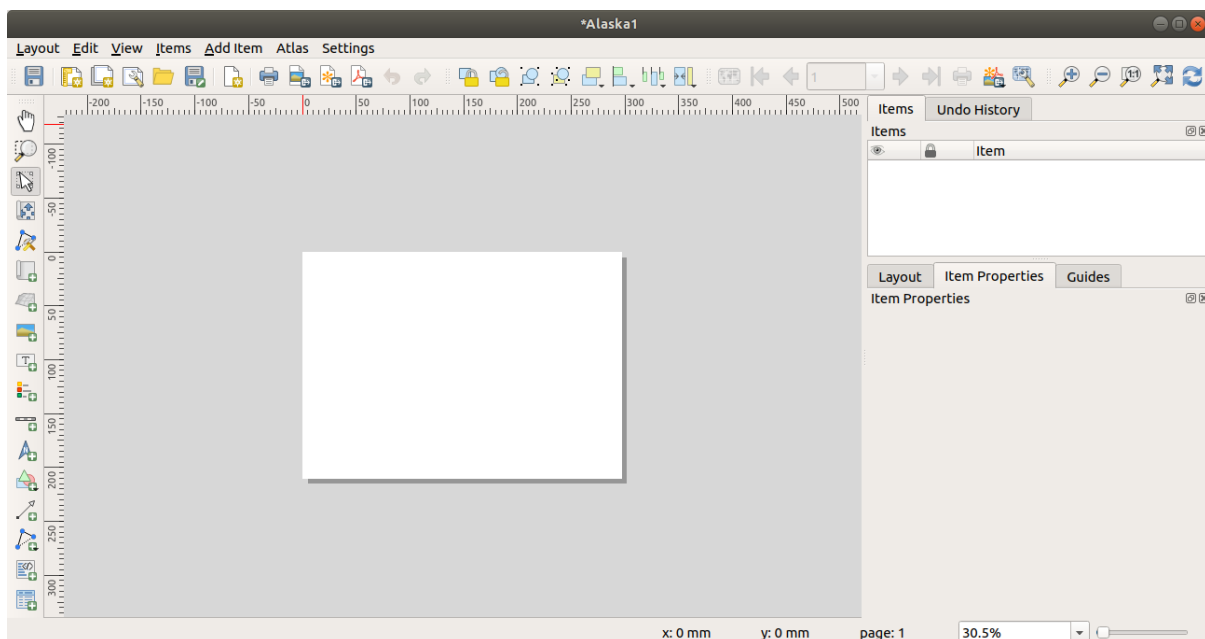 *Alaska1
Layout Edit View Items Add Item Atlas Settings
1
-200 -150 -100 -50 0 50 100 150 200 250 300 350 400 450 500
Items Undo History
Items
Item
-100
-50
0
50
100
150
200
250
300
Layout Item Properties Guides
Item Properties
x: 0 mm y: 0 mm page: 1 30.5%